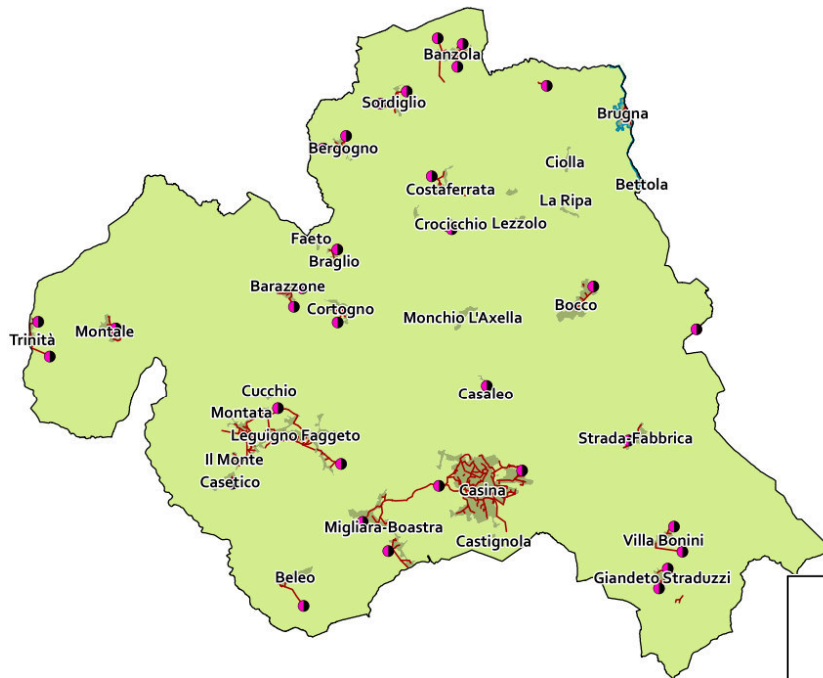 Banzola
Sordiglio
Brugna
Bergogno
Ciolla
Costaferrata
Bettola
La Ripa
Crocicchio Lezzolo
Faeto
Braglio
Barazzone
Cortogno
Bocco
Monchio L'Axella
Montale
Trinità
Cucchio
Casaleo
Montata
Leguigno Faggeto
Strada-Fabbrica
Il Monte
Casetico
Casina
Migliara-Boastra
Castignola
Villa Bonini
Beleo
Giandeto Straduzzi